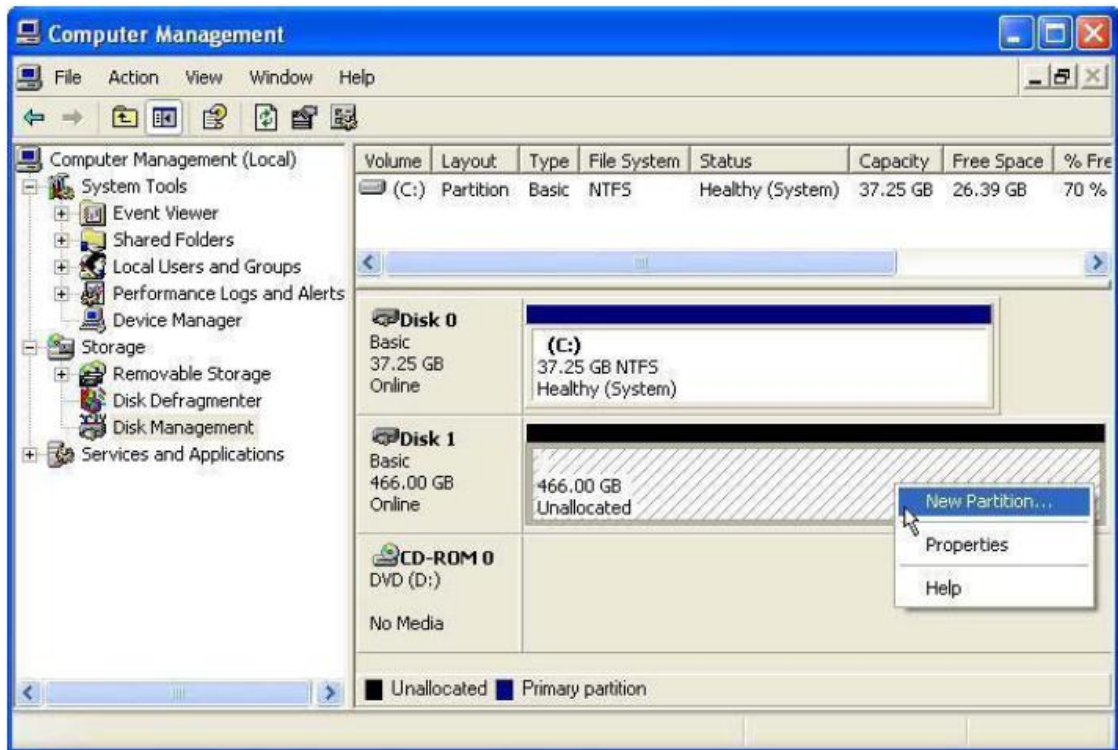 Computer Management
File Action View Window Help
Computer Management (Local)
System Tools
Event Viewer
Shared Folders
Local Users and Groups
Performance Logs and Alerts
Device Manager
Storage
Removable Storage
Disk Defragmenter
Disk Management
Services and Applications
Volume Layout Type File System Status Capacity Free Space % Fre
(C:) Partition Basic NTFS Healthy (System) 37.25 GB 26.39 GB 70 %
Disk 0
Basic
37.25 GB
Online
(C:)
37.25 GB NTFS
Healthy (System)
Disk 1
Basic
466.00 GB
Online
466.00 GB
Unallocated
New Partition...
Properties
Help
CD-ROM 0
DVD (D:)
No Media
Unallocated Primary partition